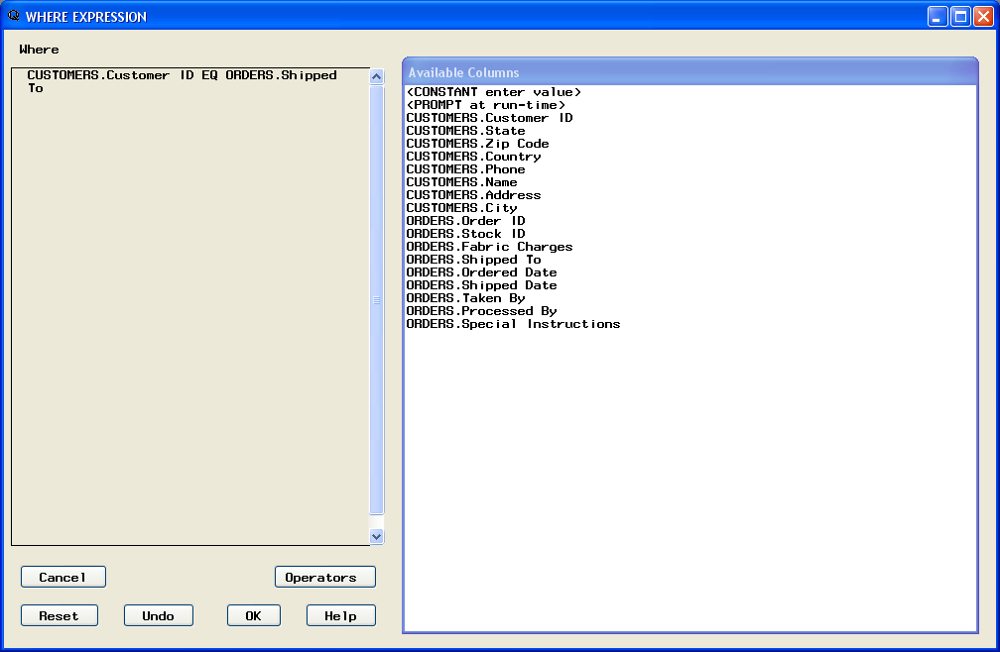 WHERE EXPRESSION
Where
CUSTOMERS.Customer ID EQ ORDERS.Shipped
To
Available Columns
<CONSTANT enter value>
<PROMPT at run-time>
CUSTOMERS.Customer ID
CUSTOMERS.State
CUSTOMERS.Zip Code
CUSTOMERS.Country
CUSTOMERS.Phone
CUSTOMERS.Name
CUSTOMERS.Address
CUSTOMERS.City
ORDERS.Order ID
ORDERS.Stock ID
ORDERS.Fabric Charges
ORDERS.Shipped To
ORDERS.Ordered Date
ORDERS.Shipped Date
ORDERS.Taken By
ORDERS.Processed By
ORDERS.Special Instructions
Cancel Operators
Reset Undo OK Help